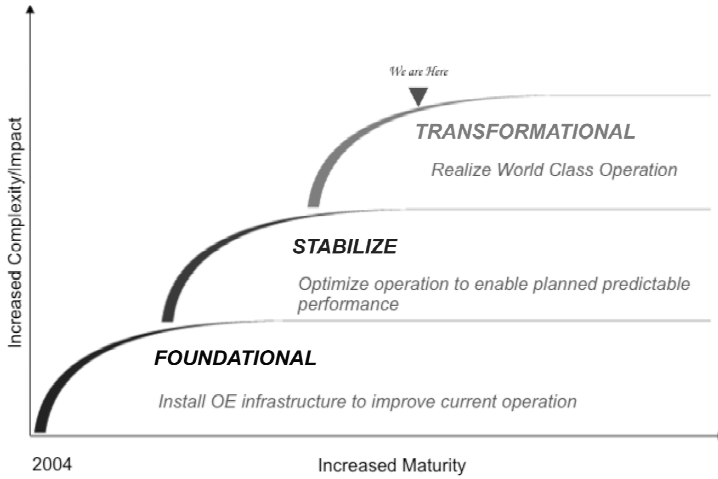 We are Here
TRANSFORMATIONAL
Realize World Class Operation
STABILIZE
Optimize operation to enable planned predictable
performance
FOUNDATIONAL
Install OE infrastructure to improve current operation
Increased Complexity/Impact
2004
Increased Maturity